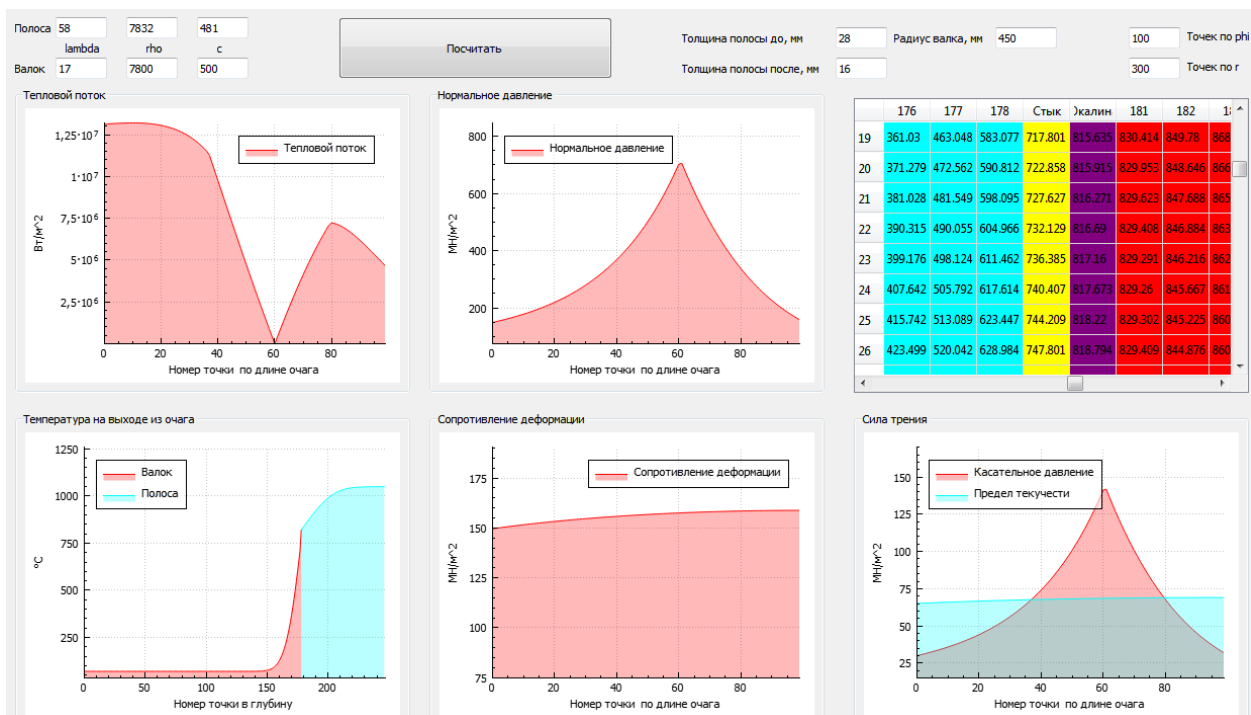 Полоса 58 7832 481
lambda rho c
Валок 17 7800 500
Посчитать
Толщина полосы до, мм 28 Радиус валка, мм 450 100 Точек по phi
Толщина полосы после, мм 16 300 Точек по r
Тепловой поток
1,25·10^7
1·10^7
7,5·10^6
5·10^6
2,5·10^6
Вт/м^2
Тепловой поток
0 20 40 60 80
Номер точки по длине очага
Нормальное давление
800
600
400
200
МН/м^2
Нормальное давление
0 20 40 60 80
Номер точки по длине очага
176 177 178 Стык 181 182
19 361.03 463.048 583.077 717.801 815.635 830.414 849.78 868
20 371.279 472.562 590.812 722.858 815.915 829.953 848.646 866
21 381.028 481.549 598.095 727.627 816.271 829.623 847.688 865
22 390.315 490.055 604.966 732.129 816.69 829.408 846.884 863
23 399.176 498.124 611.462 736.385 817.16 829.291 846.216 862
24 407.642 505.792 617.614 740.407 817.673 829.26 845.667 861
25 415.742 513.089 623.447 744.209 818.22 829.302 845.225 860
26 423.499 520.042 628.984 747.801 818.794 829.409 844.876 860
Температура на выходе из очага
1250
1000
750
500
250
°C
Валок
Полоса
0 50 100 150 200
Номер точки в глубину
Сопротивление деформации
175
150
125
100
75
МН/м^2
Сопротивление деформации
0 20 40 60 80
Номер точки по длине очага
Сила трения
150
125
100
75
50
25
МН/м^2
Касательное давление
Предел текучести
0 20 40 60 80
Номер точки по длине очага